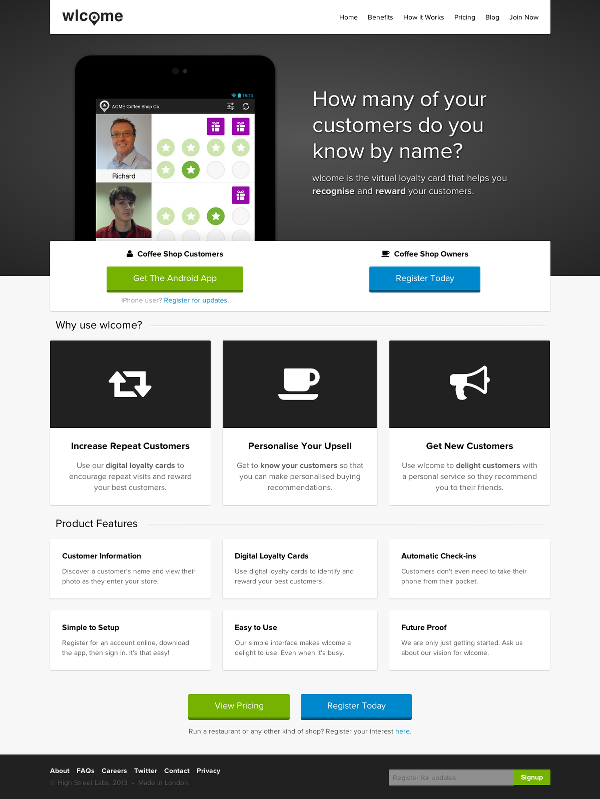 wlcome
Home Benefits How It Works Pricing Blog Join Now
15:23
ACME Coffee Shop Co.
Richard
How many of your
customers do you
know by name?
wlcome is the virtual loyalty card that helps you
recognise and reward your customers.
Coffee Shop Customers
Get The Android App
iPhone user? Register for updates.
Coffee Shop Owners
Register Today
Why use wlcome?
Increase Repeat Customers
Use our digital loyalty cards to
encourage repeat visits and reward
your best customers.
Personalise Your Upsell
Get to know your customers so that
you can make personalised buying
recommendations.
Get New Customers
Use wlcome to delight customers with
a personal service so they recommend
you to their friends.
Product Features
Customer Information
Discover a customer's name and view their
photo as they enter your store.
Digital Loyalty Cards
Use digital loyalty cards to identify and
reward your best customers.
Automatic Check-ins
Customers don't even need to take their
phone from their pocket.
Simple to Setup
Register for an account online, download
the app, then sign in. It's that easy!
Easy to Use
Our simple interface makes wlcome a
delight to use. Even when it's busy.
Future Proof
We are only just getting started. Ask us
about our vision for wlcome.
View Pricing
Register Today
Run a restaurant or any other kind of shop? Register your interest here.
About FAQs Careers Twitter Contact Privacy
© High Street Labs, 2013 • Made in London
Register for updates
Signup